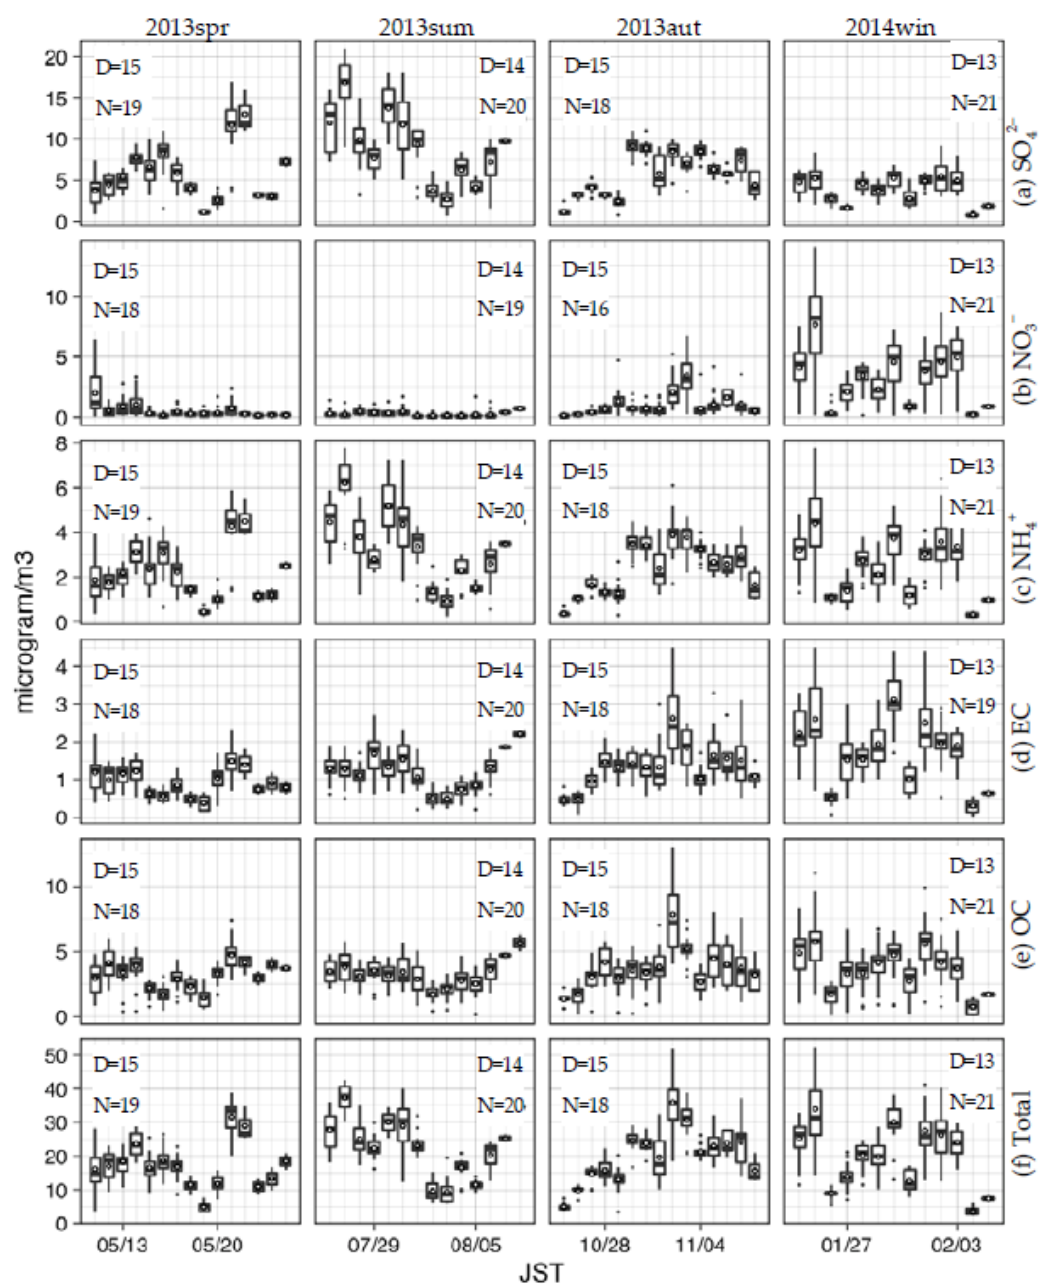 2013spr 2013sum 2013aut 2014win
20
15
10
5
0
D=15
N=19
D=14
N=20
D=15
N=18
D=13
N=21
(a) SO₄²⁻
10
5
0
D=15
N=18
D=14
N=19
D=15
N=16
D=13
N=21
(b) NO₃⁻
8
6
4
2
0
D=15
N=19
D=14
N=20
D=15
N=18
D=13
N=21
(c) NH₄⁺
microgram/m3
4
3
2
1
0
D=15
N=18
D=14
N=20
D=15
N=18
D=13
N=19
(d) EC
10
5
0
D=15
N=18
D=14
N=20
D=15
N=18
D=13
N=21
(e) OC
50
40
30
20
10
0
D=15
N=19
D=14
N=20
D=15
N=18
D=13
N=21
(f) Total
05/13 05/20 07/29 08/05 10/28 11/04 01/27 02/03
JST